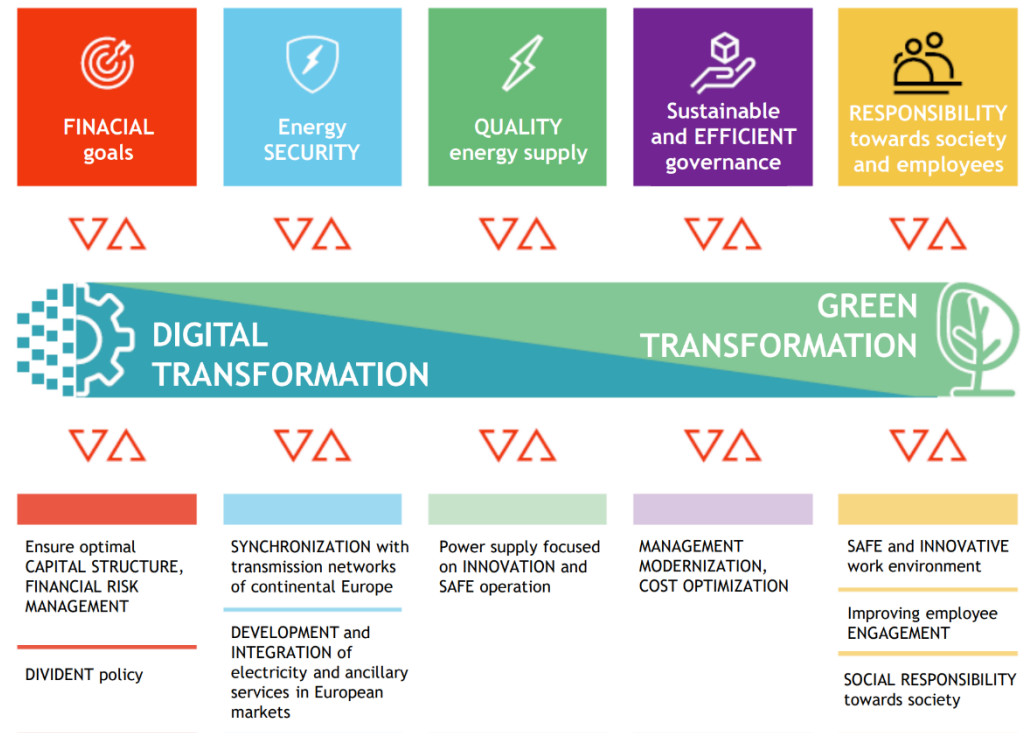 FINACIAL
goals
Energy
SECURITY
QUALITY
energy supply
Sustainable
and EFFICIENT
governance
RESPONSIBILITY
towards society
and employees
DIGITAL
TRANSFORMATION
GREEN
TRANSFORMATION
Ensure optimal
CAPITAL STRUCTURE,
FINANCIAL RISK
MANAGEMENT
DIVIDENT policy
SYNCHRONIZATION with
transmission networks
of continental Europe
DEVELOPMENT and
INTEGRATION of
electricity and ancillary
services in European
markets
Power supply focused
on INNOVATION and
SAFE operation
MANAGEMENT
MODERNIZATION,
COST OPTIMIZATION
SAFE and INNOVATIVE
work environment
Improving employee
ENGAGEMENT
SOCIAL RESPONSIBILITY
towards society